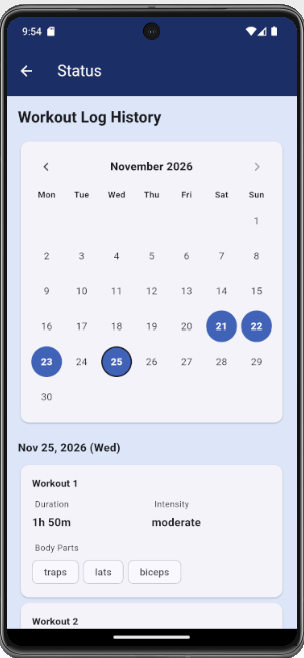 9:54
Status
Workout Log History
November 2026
Mon Tue Wed Thu Fri Sat Sun
1
2 3 4 5 6 7 8
9 10 11 12 13 14 15
16 17 18 19 20 21 22
23 24 25 26 27 28 29
30
Nov 25, 2026 (Wed)
Workout 1
Duration Intensity
1h 50m moderate
Body Parts
traps lats biceps
Workout 2